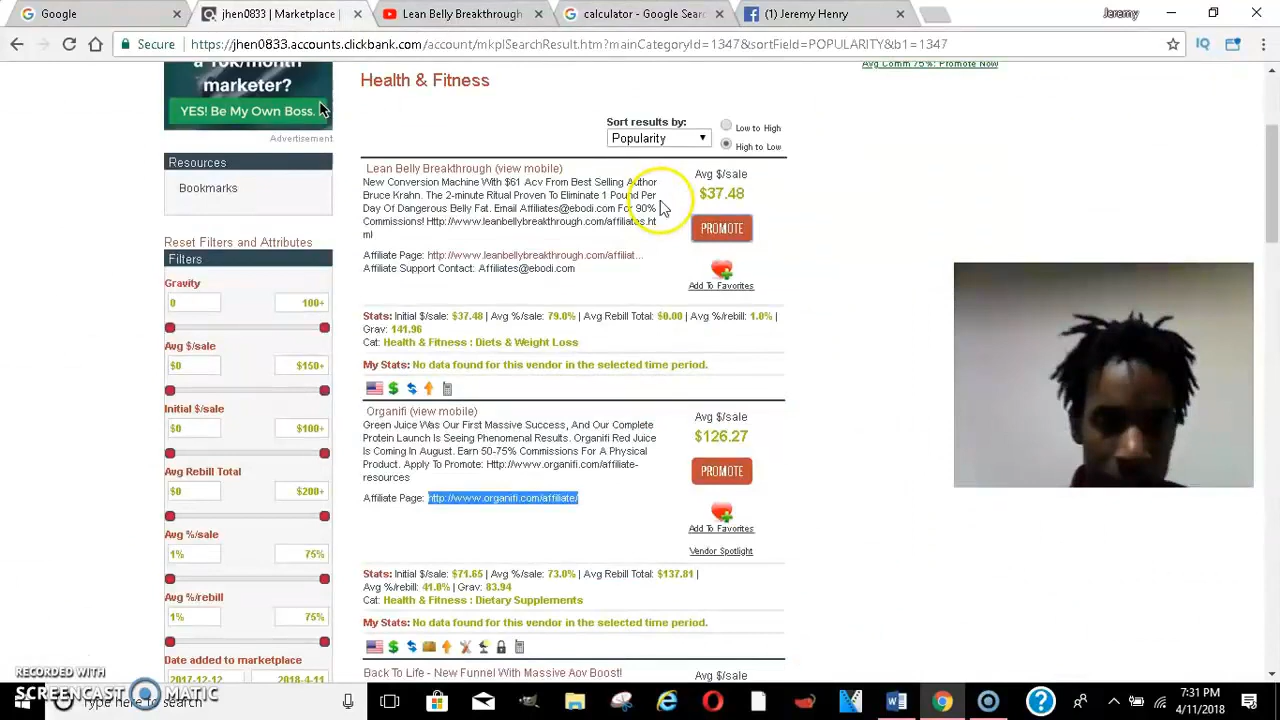 Google
jhen0833 | Marketplace
Lean Belly Breakthrough
calculator - Google Sear
(1) Jeremy Henry
Jeremy
Secure
https://jhen0833.accounts.clickbank.com/account/mkplSearchResult.htm?mainCategoryId=1347&sortField=POPULARITY&b1=1347
a 10k/month
marketer?
YES! Be My Own Boss.
Advertisement
Resources
Bookmarks
Reset Filters and Attributes
Filters
Gravity
0 100+
Avg $/sale
$0 $150+
Initial $/sale
$0 $100+
Avg Rebill Total
$0 $200+
Avg %/sale
1% 75%
Avg %/rebill
1% 75%
Date added to marketplace
2017-12-12 2018-4-11
Avg Comm 75%: Promote Now
Health & Fitness
Sort results by:
Popularity
Low to High
High to Low
Lean Belly Breakthrough (view mobile)
New Conversion Machine With $61 Acv From Best Selling Author
Bruce Krahn. The 2-minute Ritual Proven To Eliminate 1 Pound Per
Day Of Dangerous Belly Fat. Email Affiliates@ebodi.com For 90%
Commissions! Http://www.leanbellybreakthrough.com/affiliates.ht
ml
Affiliate Page: http://www.leanbellybreakthrough.com/affiliat...
Affiliate Support Contact: Affiliates@ebodi.com
Avg $/sale
$37.48
PROMOTE
Add To Favorites
Stats: Initial $/sale: $37.48 | Avg %/sale: 79.0% | Avg Rebill Total: $0.00 | Avg %/rebill: 1.0% |
Grav: 141.96
Cat: Health & Fitness : Diets & Weight Loss
My Stats: No data found for this vendor in the selected time period.
Organifi (view mobile)
Green Juice Was Our First Massive Success, And Our Complete
Protein Launch Is Seeing Phenomenal Results. Organifi Red Juice
Is Coming In August. Earn 50-75% Commissions For A Physical
Product. Apply To Promote: Http://www.organifi.com/affiliate-
resources
Affiliate Page: http://www.organifi.com/affiliate/
Avg $/sale
$126.27
PROMOTE
Add To Favorites
Vendor Spotlight
Stats: Initial $/sale: $71.65 | Avg %/sale: 73.0% | Avg Rebill Total: $137.81 |
Avg %/rebill: 41.0% | Grav: 83.94
Cat: Health & Fitness : Dietary Supplements
My Stats: No data found for this vendor in the selected time period.
Back To Life - New Funnel With Massive Aov Boost!
Avg $/sale
RECORDED WITH
SCREENCAST MATIC
Type here to search
7:31 PM
4/11/2018